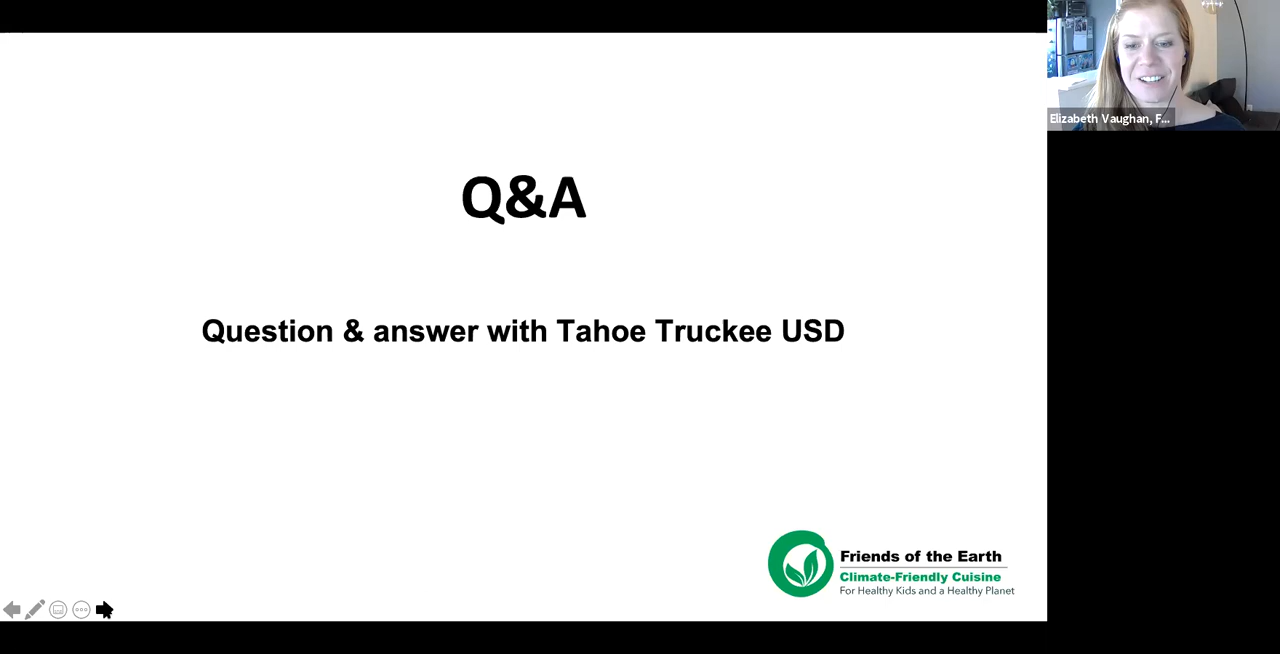 Elizabeth Vaughan, F...
Q&A
Question & answer with Tahoe Truckee USD
Friends of the Earth
Climate-Friendly Cuisine
For Healthy Kids and a Healthy Planet